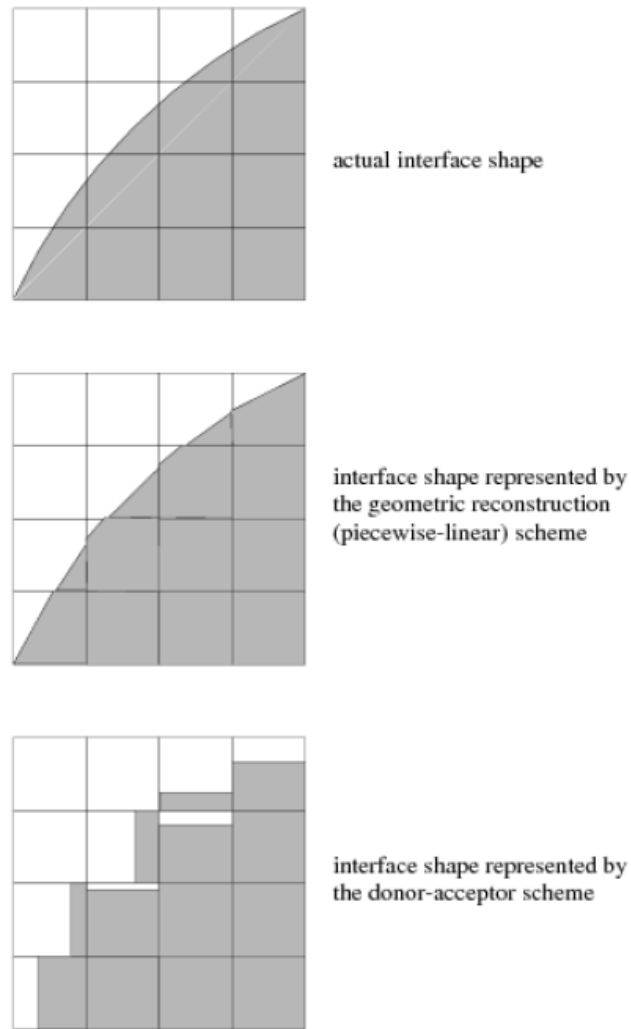 actual interface shape
interface shape represented by
the geometric reconstruction
(piecewise-linear) scheme
interface shape represented by
the donor-acceptor scheme